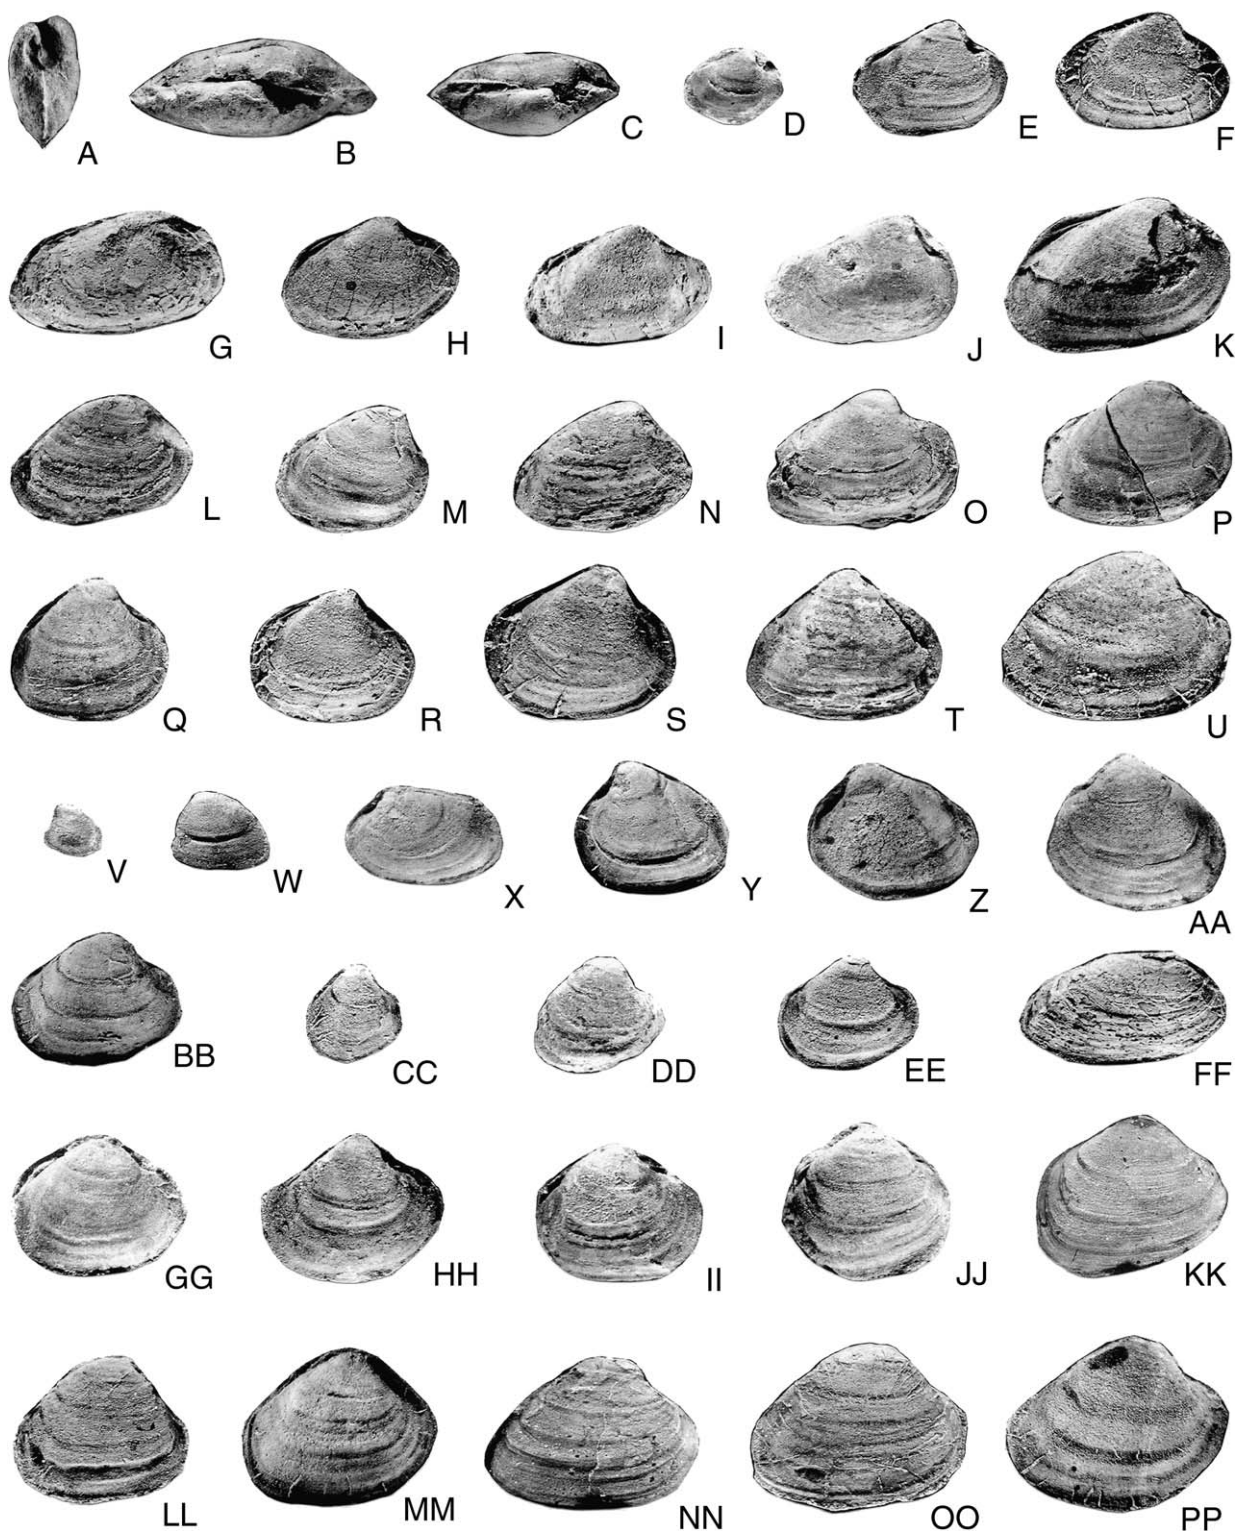 A B C D E F
G H I J K
L M N O P
Q R S T U
V W X Y Z AA
BB CC DD EE FF
GG HH II JJ KK
LL MM NN OO PP